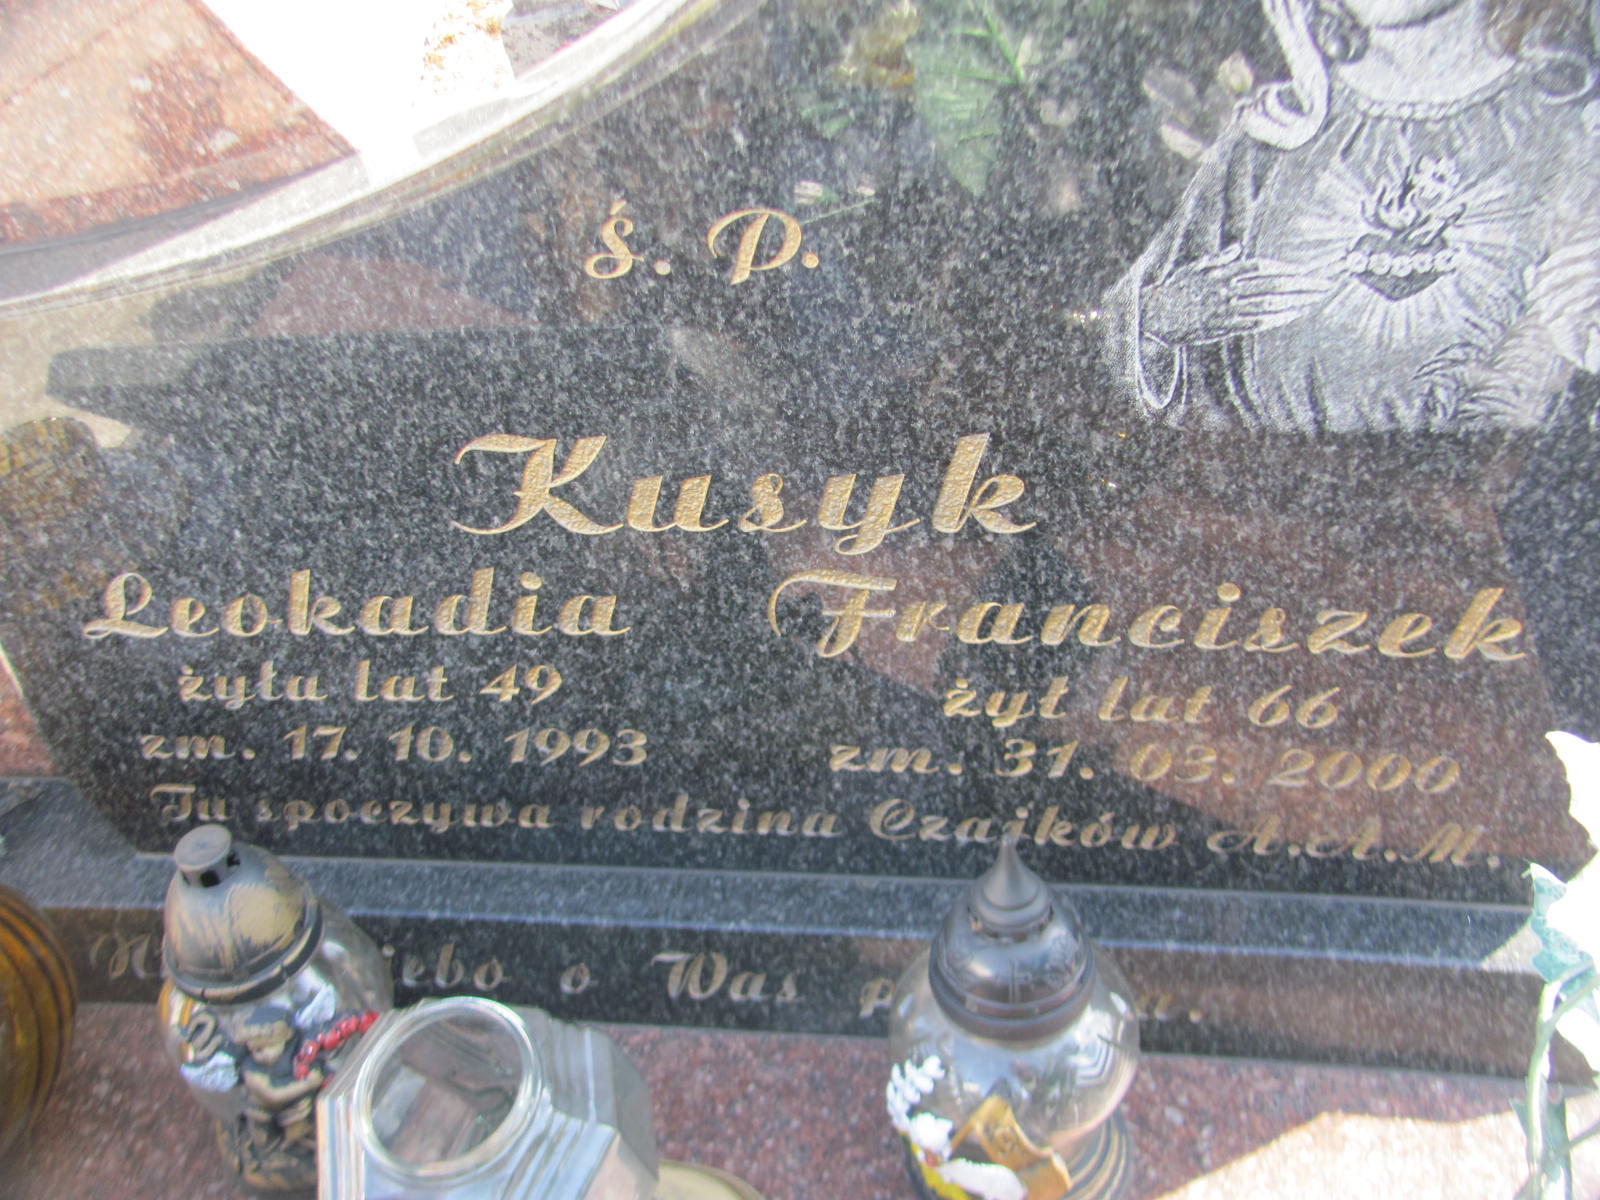 Ś. P.
Kusyk
Leokadia Franciszek
żyła lat 49 żył lat 66
zm. 17. 10. 1993 zm. 31. 03. 2000
Tu spoczywa rodzina Czajków A.A.M.
o Was